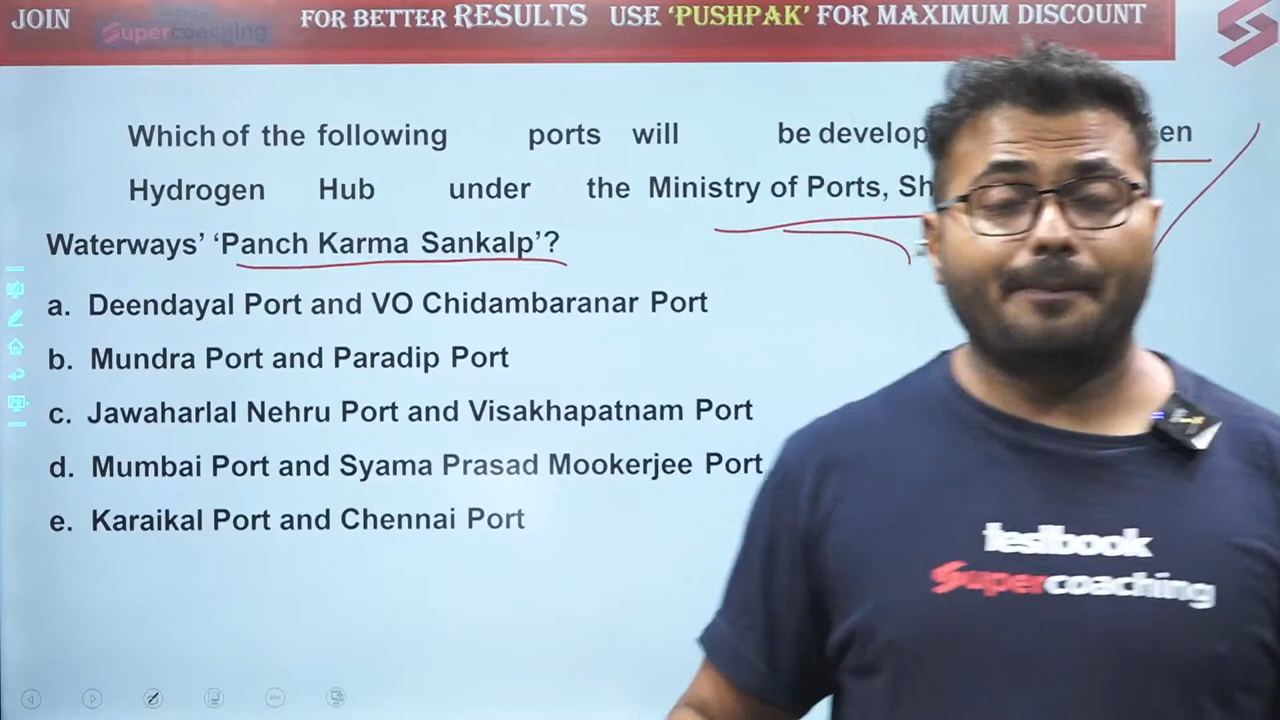 JOIN
testbook
Supercoaching
FOR BETTER RESULTS USE ‘PUSHPAK’ FOR MAXIMUM DISCOUNT
Which of the following ports will be develop en
Hydrogen Hub under the Ministry of Ports, Sh
Waterways’ ‘Panch Karma Sankalp’?
a. Deendayal Port and VO Chidambaranar Port
b. Mundra Port and Paradip Port
c. Jawaharlal Nehru Port and Visakhapatnam Port
d. Mumbai Port and Syama Prasad Mookerjee Port
e. Karaikal Port and Chennai Port
testbook
Supercoaching